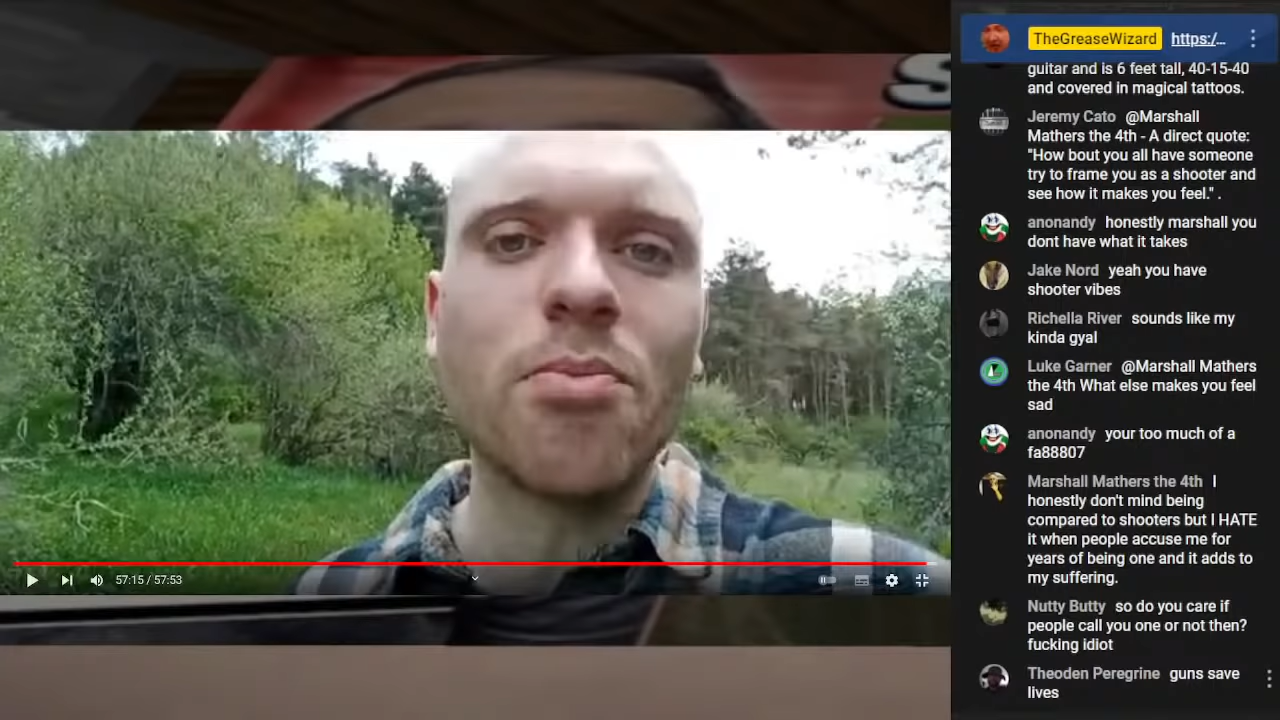 S
57:15 / 57:53
TheGreaseWizard https:/...
guitar and is 6 feet tall, 40-15-40
and covered in magical tattoos.
Jeremy Cato @Marshall
Mathers the 4th - A direct quote:
"How bout you all have someone
try to frame you as a shooter and
see how it makes you feel." .
anonandy honestly marshall you
dont have what it takes
Jake Nord yeah you have
shooter vibes
Richella River sounds like my
kinda gyal
Luke Garner @Marshall Mathers
the 4th What else makes you feel
sad
anonandy your too much of a
fa88807
Marshall Mathers the 4th I
honestly don't mind being
compared to shooters but I HATE
it when people accuse me for
years of being one and it adds to
my suffering.
Nutty Butty so do you care if
people call you one or not then?
fucking idiot
Theoden Peregrine guns save
lives